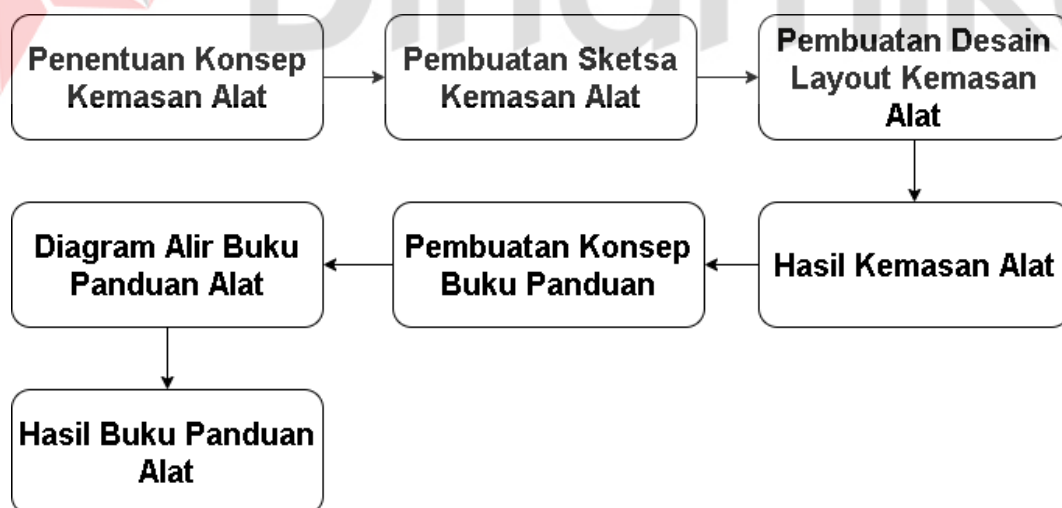 Dinamik
Penentuan Konsep
Kemasan Alat
Pembuatan Sketsa
Kemasan Alat
Pembuatan Desain
Layout Kemasan
Alat
Hasil Kemasan Alat
Pembuatan Konsep
Buku Panduan
Diagram Alir Buku
Panduan Alat
Hasil Buku Panduan
Alat